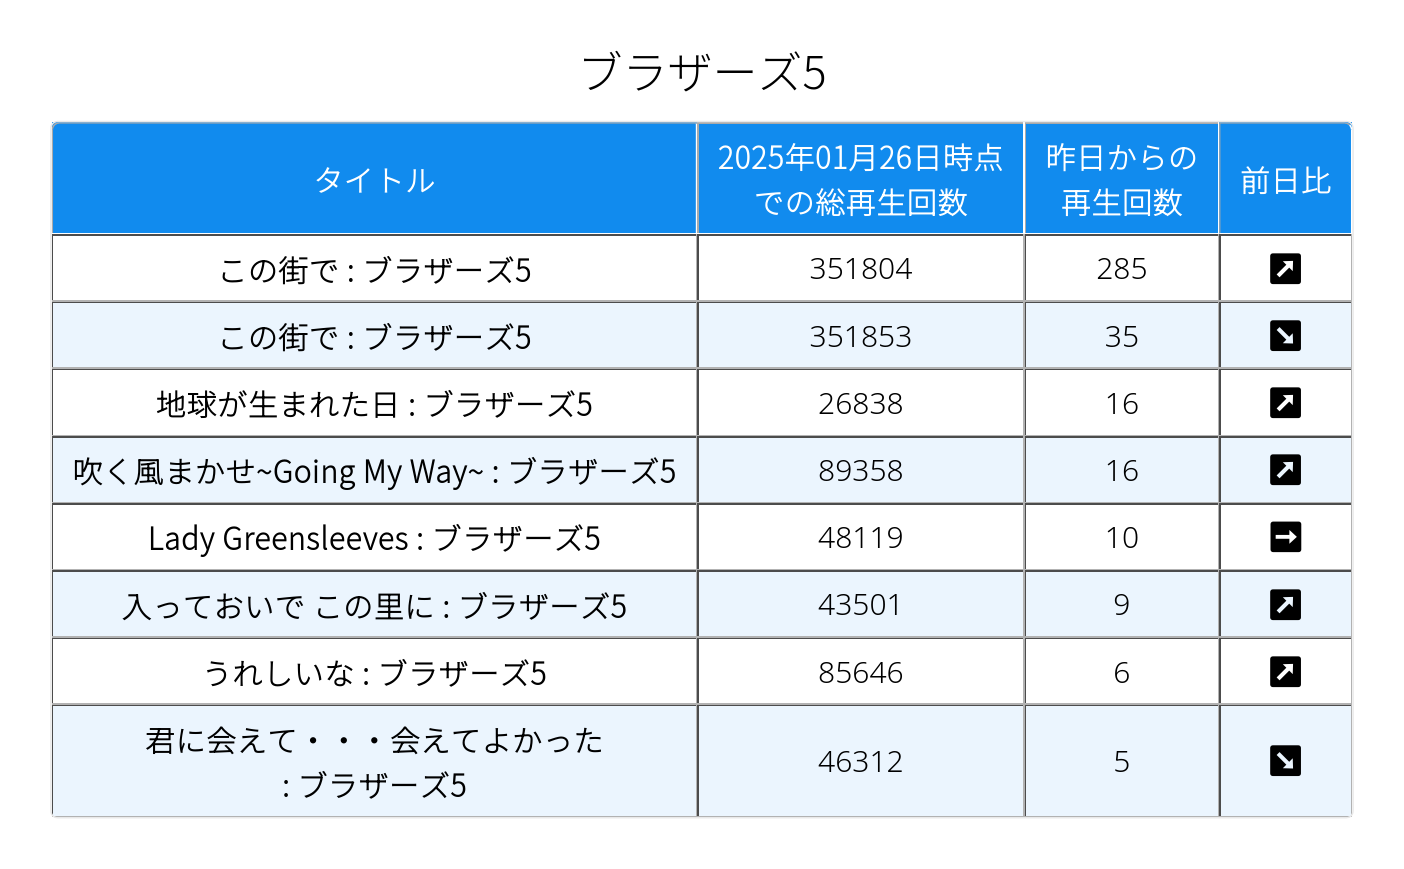 ブラザーズ5
タイトル
2025年01月26日時点
での総再生回数
昨日からの
再生回数
前日比
この街で : ブラザーズ5 351804 285
この街で : ブラザーズ5 351853 35
地球が生まれた日 : ブラザーズ5 26838 16
吹く風まかせ~Going My Way~ : ブラザーズ5 89358 16
Lady Greensleeves : ブラザーズ5 48119 10
入っておいで この里に : ブラザーズ5 43501 9
うれしいな : ブラザーズ5 85646 6
君に会えて・・・会えてよかった
: ブラザーズ5 46312 5